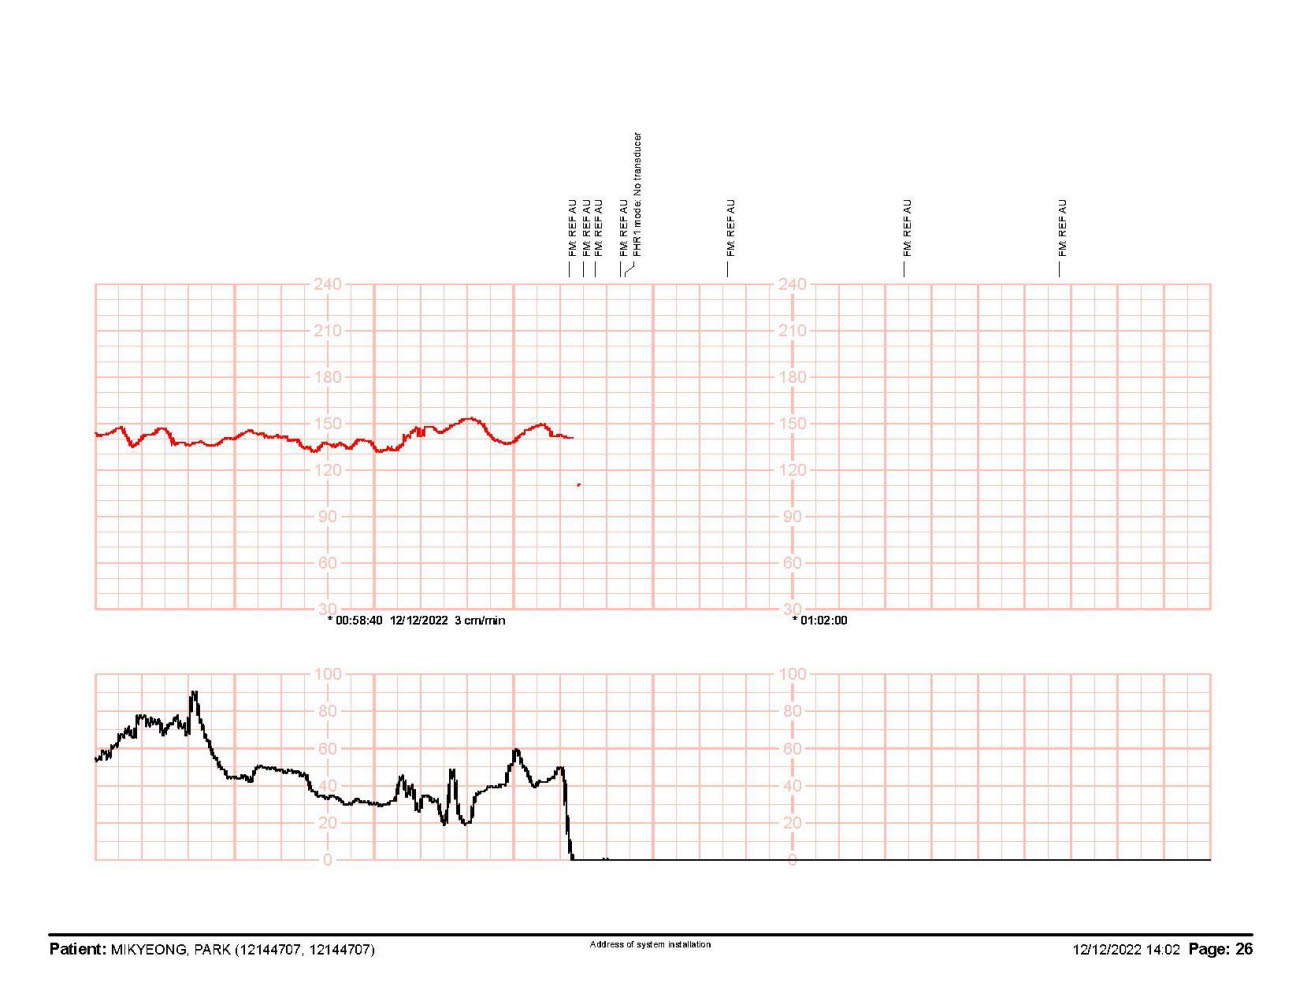 FM: REF AU
FM: REF AU
FM: REF AU
FM: REF AU
FHR1 mode: No transducer
FM: REF AU
FM: REF AU
FM: REF AU
240 240
210 210
180 180
150 150
120 120
90 90
60 60
30 30
* 00:58:40 12/12/2022 3 cm/min * 01:02:00
100 100
80 80
60 60
40 40
20 20
0 0
Patient: MIKYEONG, PARK (12144707, 12144707) Address of system installation 12/12/2022 14:02 Page: 26